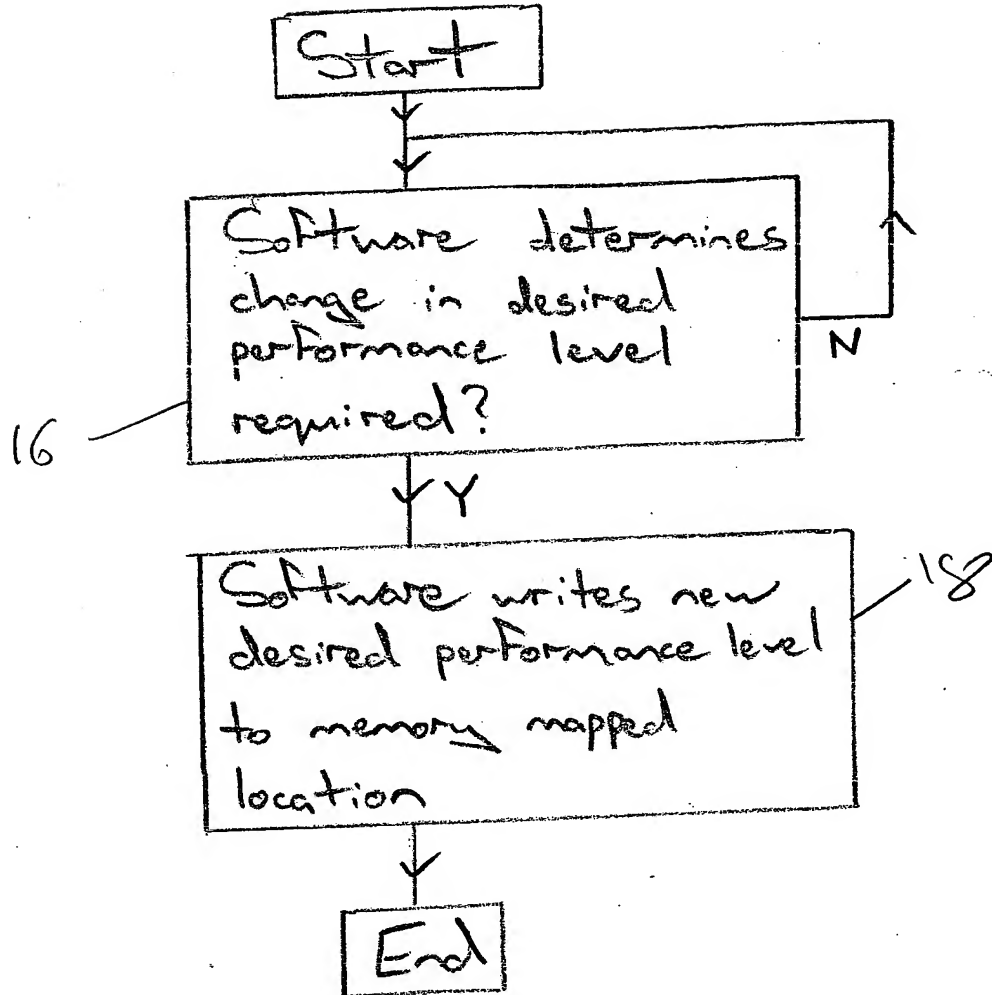 Start
Software determines
change in desired
performance level
required?
N
16
Y
Software writes new
desired performance level
to memory mapped
location
18
End